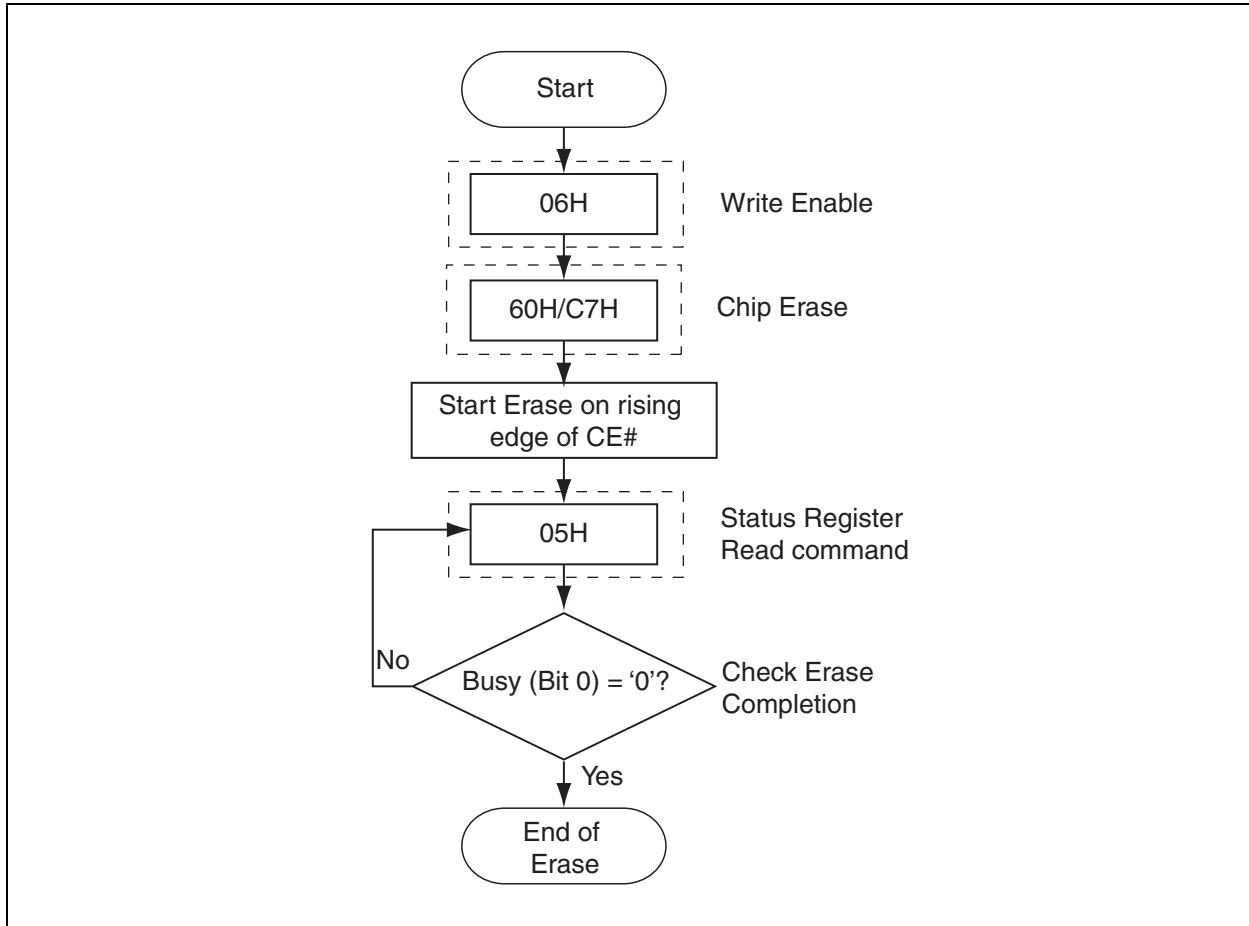 Start
06H
Write Enable
60H/C7H
Chip Erase
Start Erase on rising
edge of CE#
05H
Status Register
Read command
No
Busy (Bit 0) = ‘0’?
Check Erase
Completion
Yes
End of
Erase